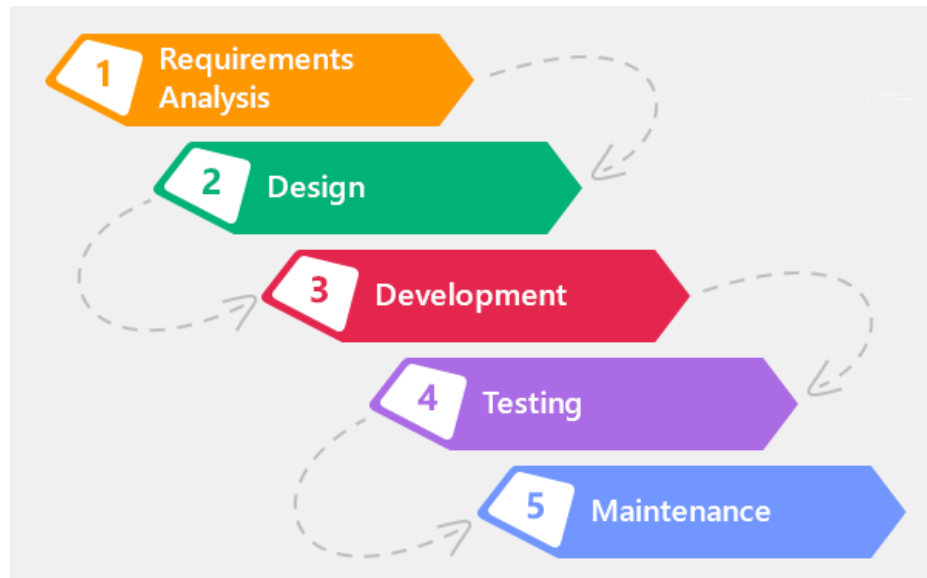 1
Requirements
Analysis
2
Design
3
Development
4
Testing
5
Maintenance